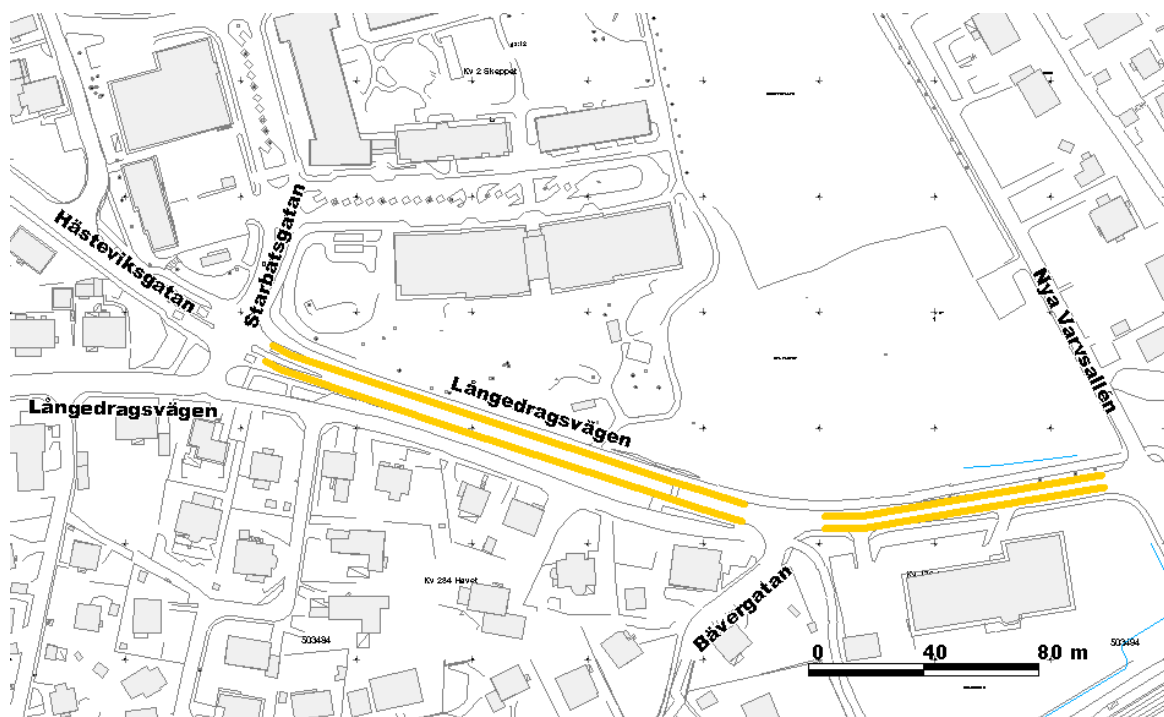 Kv 2 Skeppet
Hästeviksgatan
Starbåtsgatan
Nya Varvsallén
Långedragsvägen
Långedragsvägen
Kv 284 Havet
Bävergatan
503494
503494
0 40 80 m